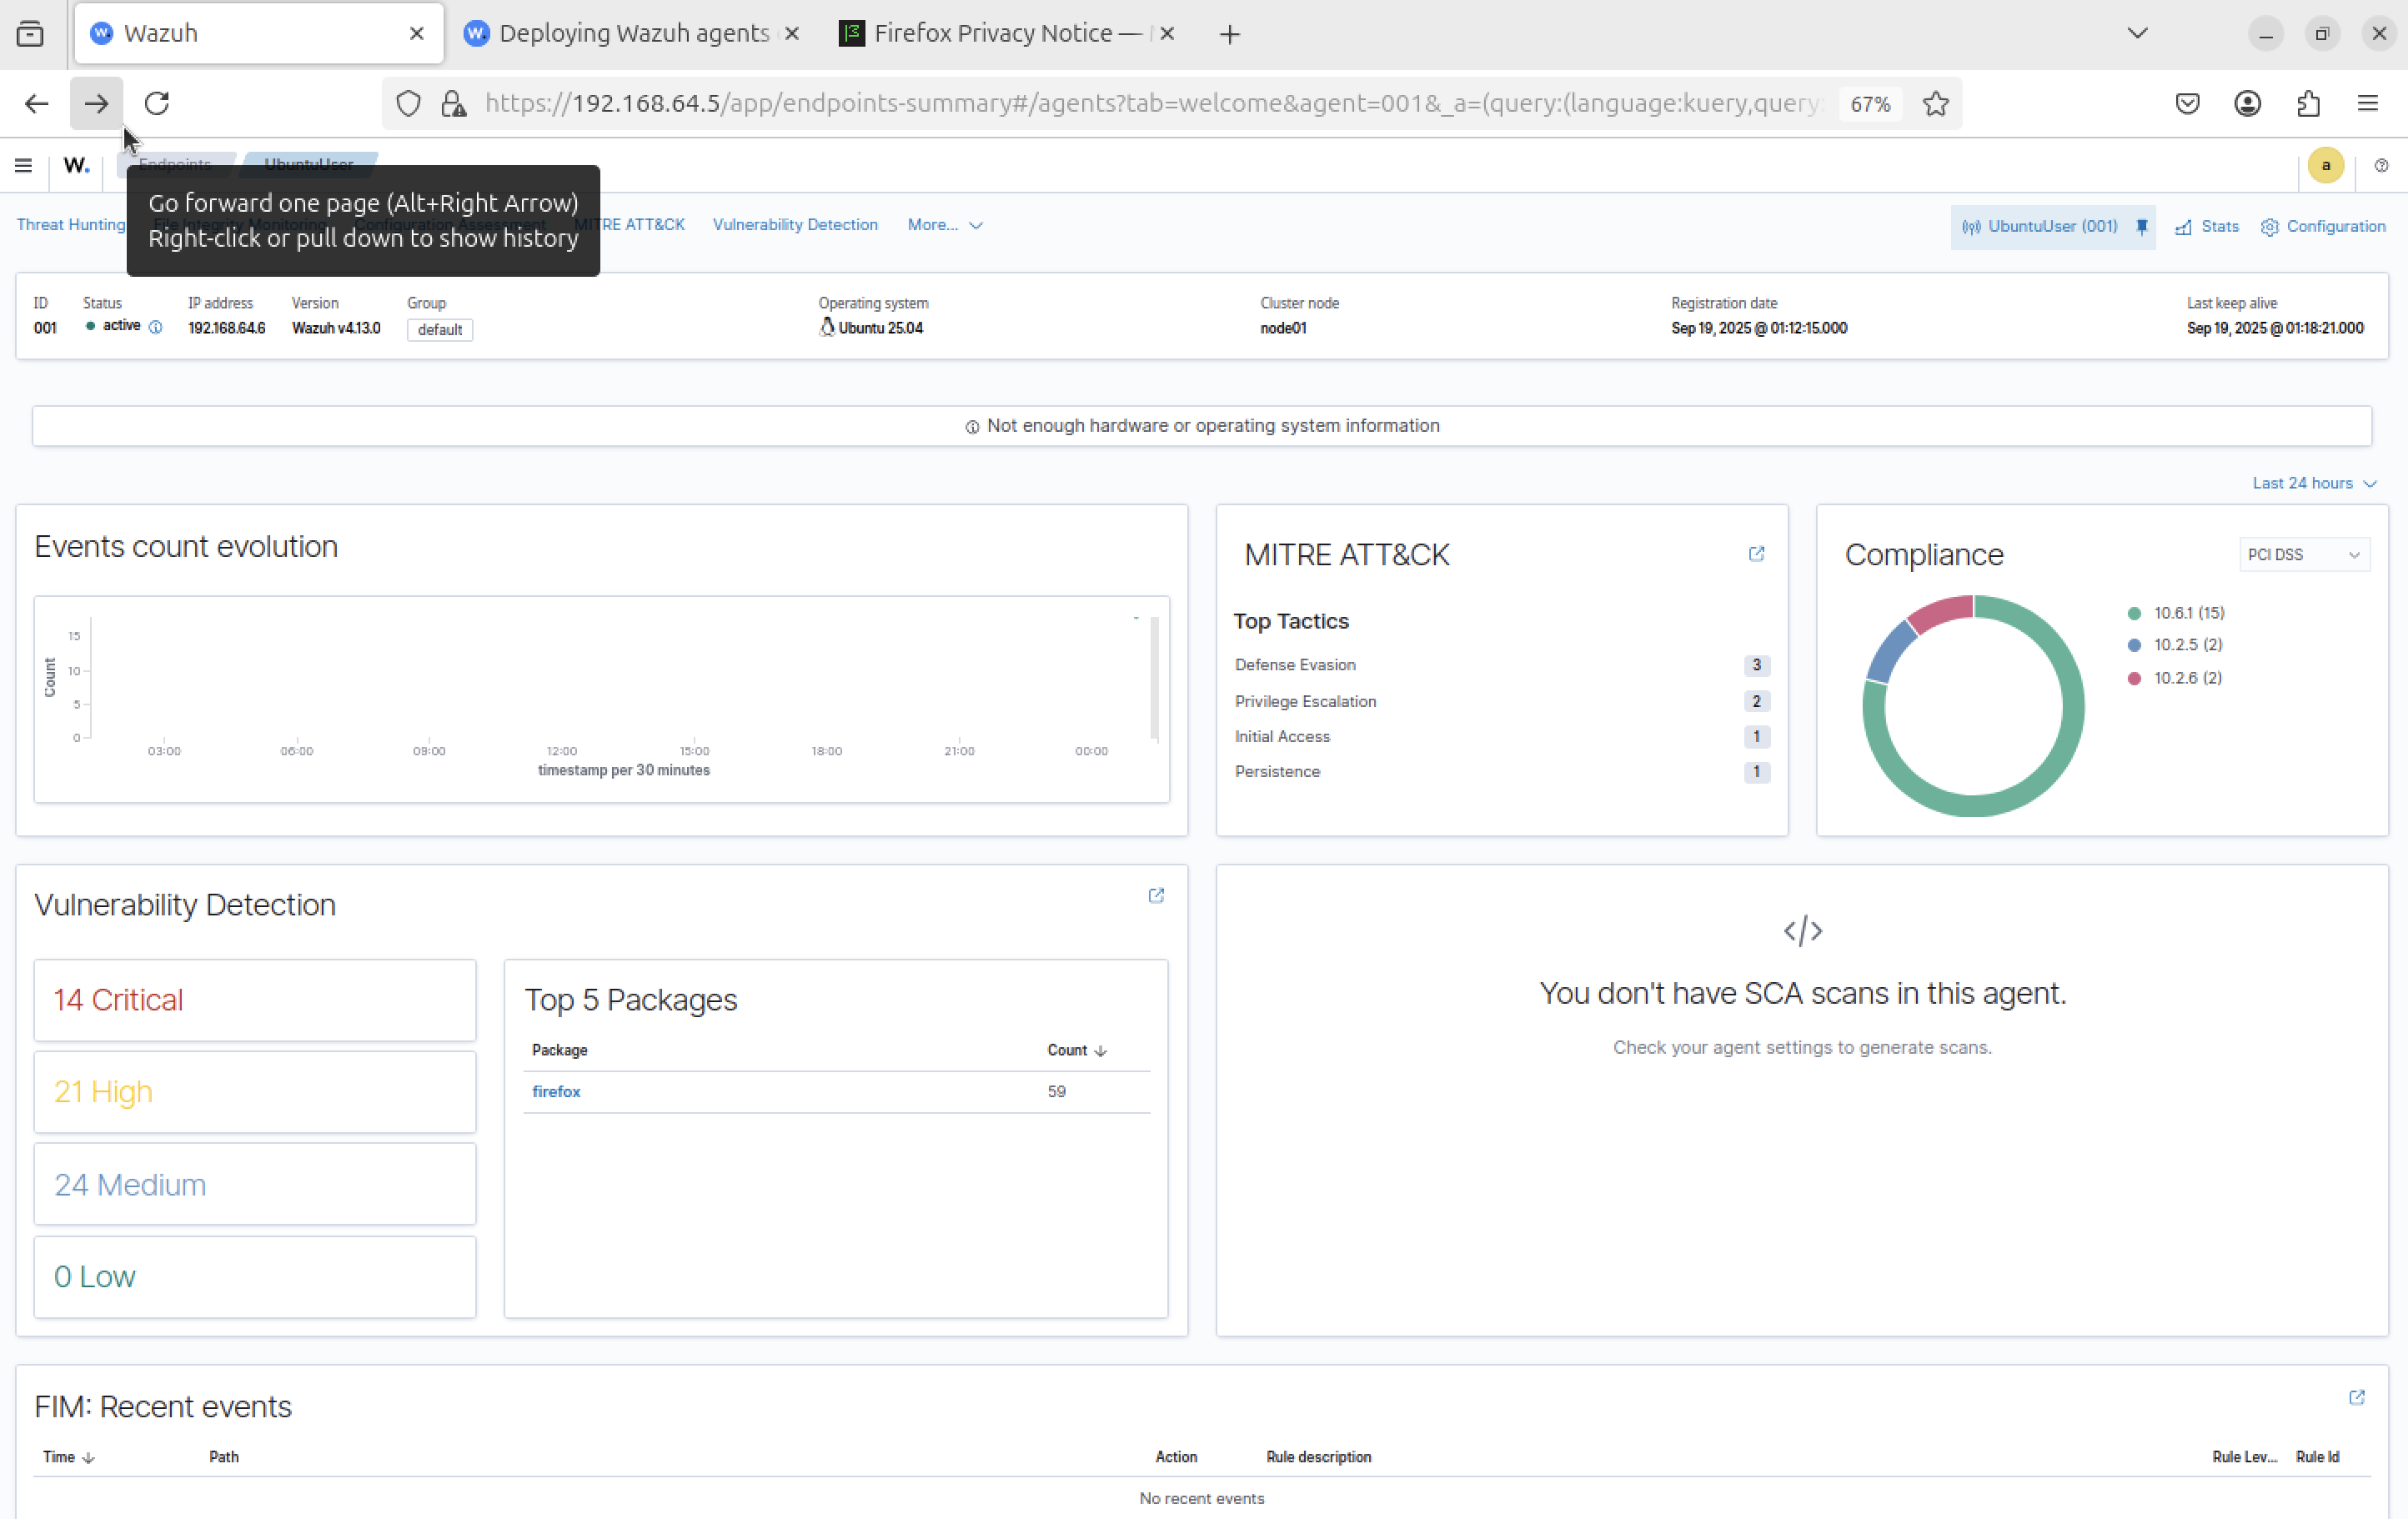 Wazuh
Deploying Wazuh agents
Firefox Privacy Notice —
https://192.168.64.5/app/endpoints-summary#/agents?tab=welcome&agent=001&_a=(query:(language:kuery,query:
67%
W.
Endpoints
UbuntuUser
a
Go forward one page (Alt+Right Arrow)
Right-click or pull down to show history
Threat Hunting
File Integrity Monitoring
Configuration Assessment
MITRE ATT&CK
Vulnerability Detection
More...
UbuntuUser (001)
Stats
Configuration
ID
Status
IP address
Version
Group
Operating system
Cluster node
Registration date
Last keep alive
001
active
192.168.64.6
Wazuh v4.13.0
default
Ubuntu 25.04
node01
Sep 19, 2025 @ 01:12:15.000
Sep 19, 2025 @ 01:18:21.000
Not enough hardware or operating system information
Last 24 hours
Events count evolution
Count
15
10
5
0
03:00
06:00
09:00
12:00
15:00
18:00
21:00
00:00
timestamp per 30 minutes
MITRE ATT&CK
Top Tactics
Defense Evasion 3
Privilege Escalation 2
Initial Access 1
Persistence 1
Compliance
PCI DSS
10.6.1 (15)
10.2.5 (2)
10.2.6 (2)
Vulnerability Detection
14 Critical
21 High
24 Medium
0 Low
Top 5 Packages
Package
Count
firefox
59
</>
You don't have SCA scans in this agent.
Check your agent settings to generate scans.
FIM: Recent events
Time
Path
Action
Rule description
Rule Lev...
Rule Id
No recent events